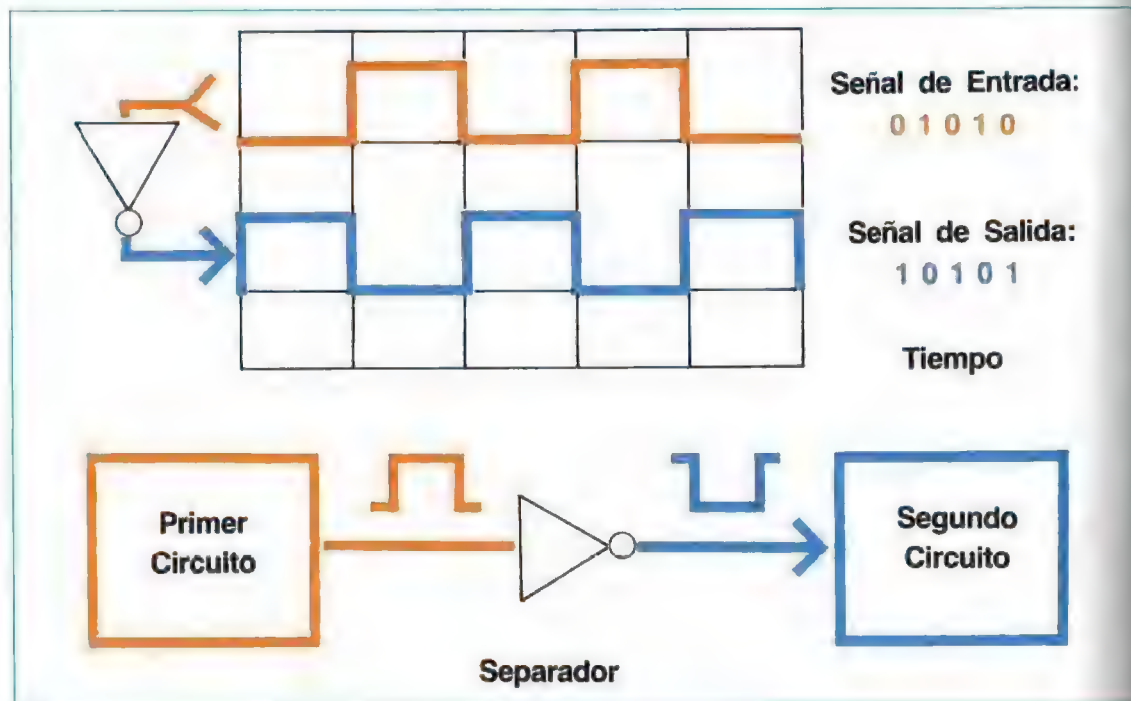 Señal de Entrada:
0 1 0 1 0
Señal de Salida:
1 0 1 0 1
Tiempo
Primer
Circuito
Segundo
Circuito
Separador